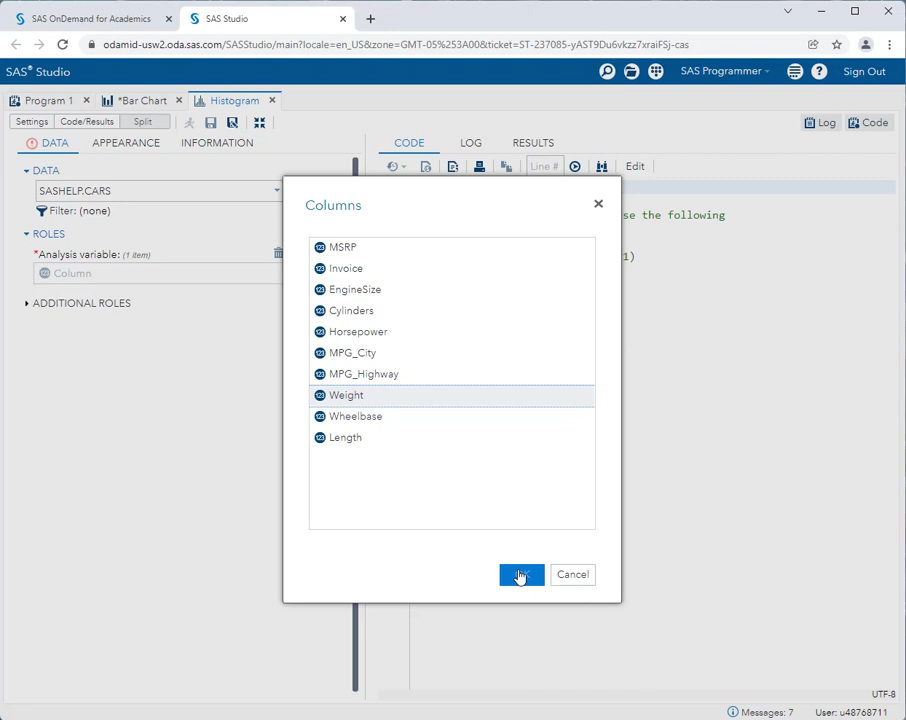 SAS OnDemand for Academics
SAS Studio
odamid-usw2.oda.sas.com/SASStudio/main?locale=en_US&zone=GMT-05%253A00&ticket=ST-237085-yAST9Du6vkzz7xraiFSj-cas
SAS® Studio
SAS Programmer
Sign Out
Program 1
*Bar Chart
Histogram
Settings
Code/Results
Split
Log
Code
DATA
APPEARANCE
INFORMATION
CODE
LOG
RESULTS
Line #
Edit
DATA
SASHELP.CARS
Filter: (none)
ROLES
*Analysis variable: (1 item)
Column
ADDITIONAL ROLES
se the following
1)
Columns
MSRP
Invoice
EngineSize
Cylinders
Horsepower
MPG_City
MPG_Highway
Weight
Wheelbase
Length
Cancel
UTF-8
Messages: 7
User: u48768711